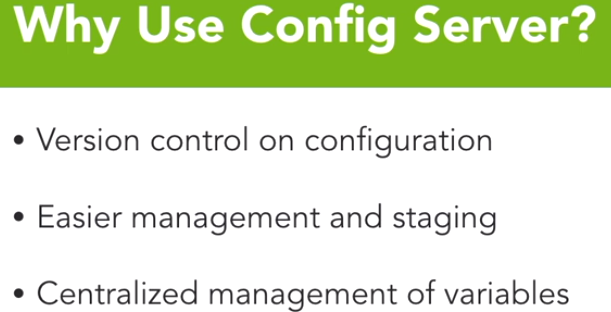 Why Use Config Server?
• Version control on configuration
• Easier management and staging
• Centralized management of variables